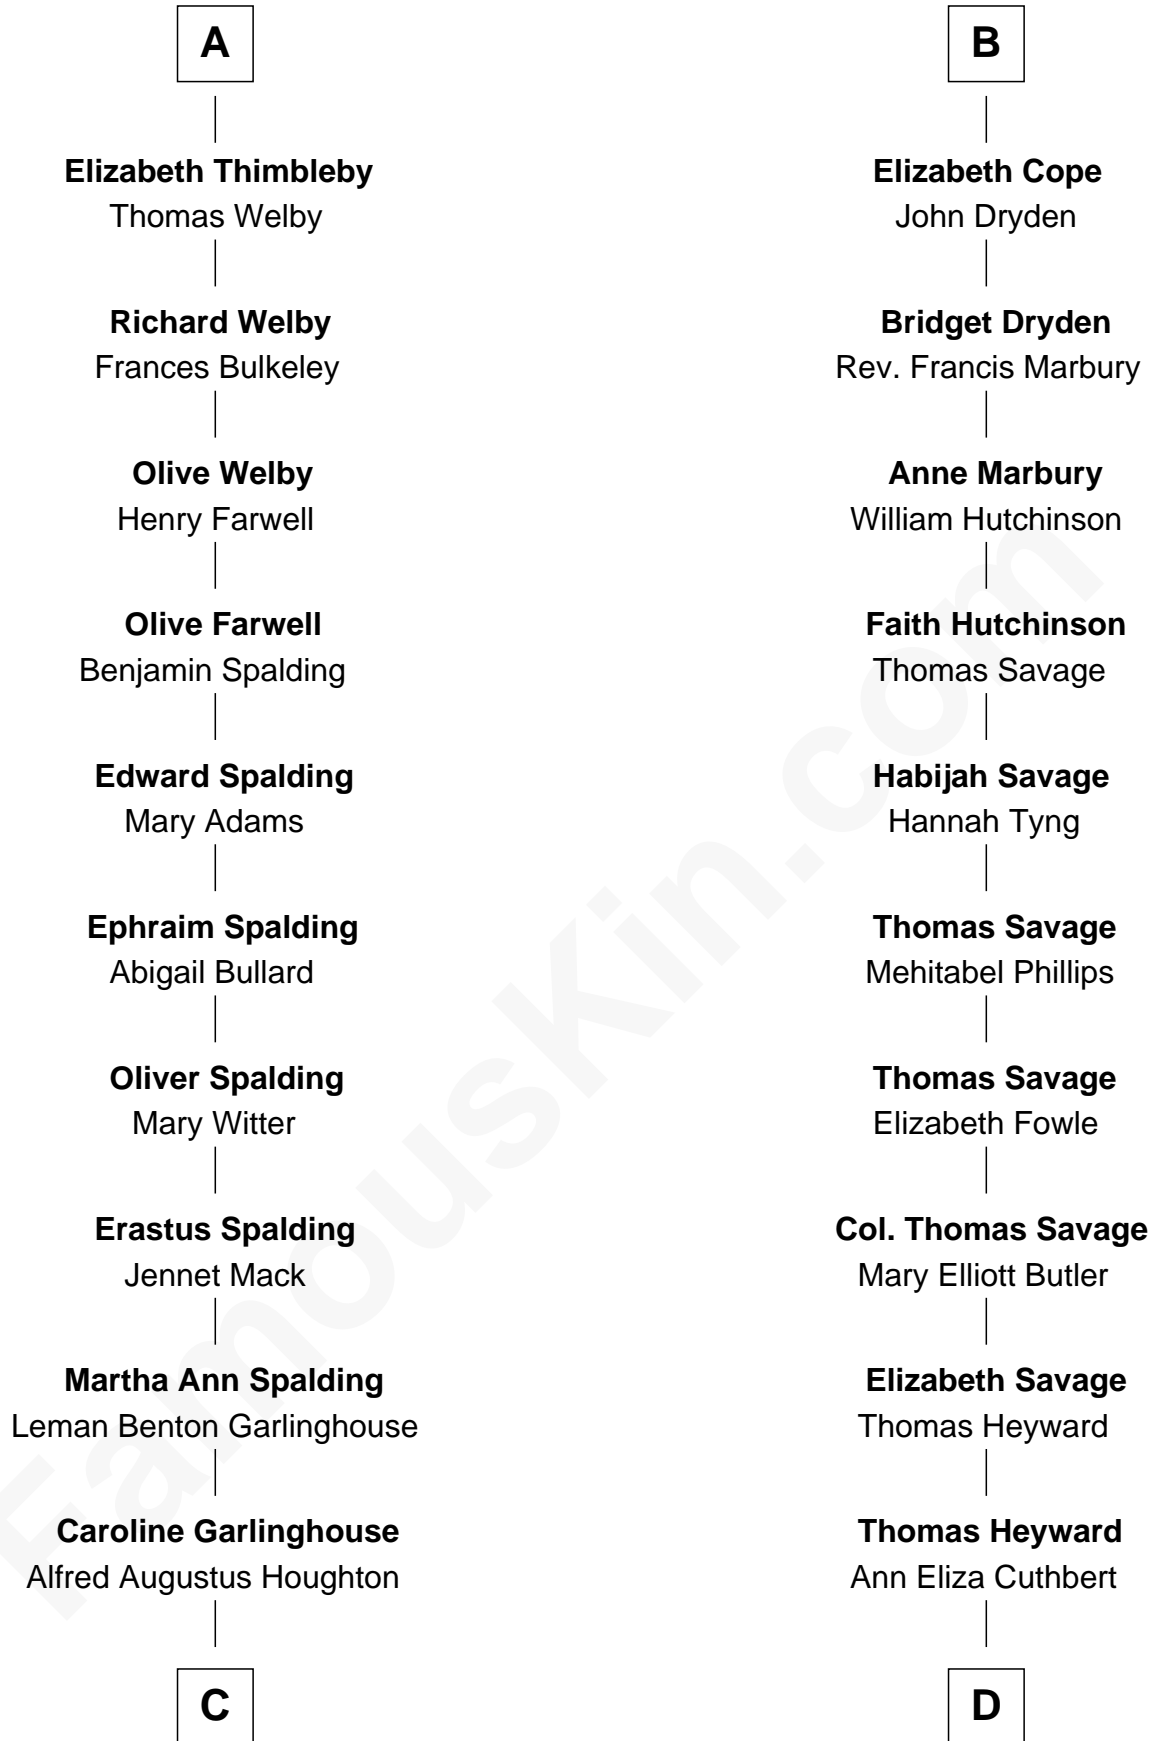 A
Elizabeth Thimbleby
Thomas Welby
Richard Welby
Frances Bulkeley
Olive Welby
Henry Farwell
Olive Farwell
Benjamin Spalding
Edward Spalding
Mary Adams
Ephraim Spalding
Abigail Bullard
Oliver Spalding
Mary Witter
Erastus Spalding
Jennet Mack
Martha Ann Spalding
Leman Benton Garlinghouse
Caroline Garlinghouse
Alfred Augustus Houghton
C
B
Elizabeth Cope
John Dryden
Bridget Dryden
Rev. Francis Marbury
Anne Marbury
William Hutchinson
Faith Hutchinson
Thomas Savage
Habijah Savage
Hannah Tyng
Thomas Savage
Mehitabel Phillips
Thomas Savage
Elizabeth Fowle
Col. Thomas Savage
Mary Elliott Butler
Elizabeth Savage
Thomas Heyward
Thomas Heyward
Ann Eliza Cuthbert
D
FamousKin.com